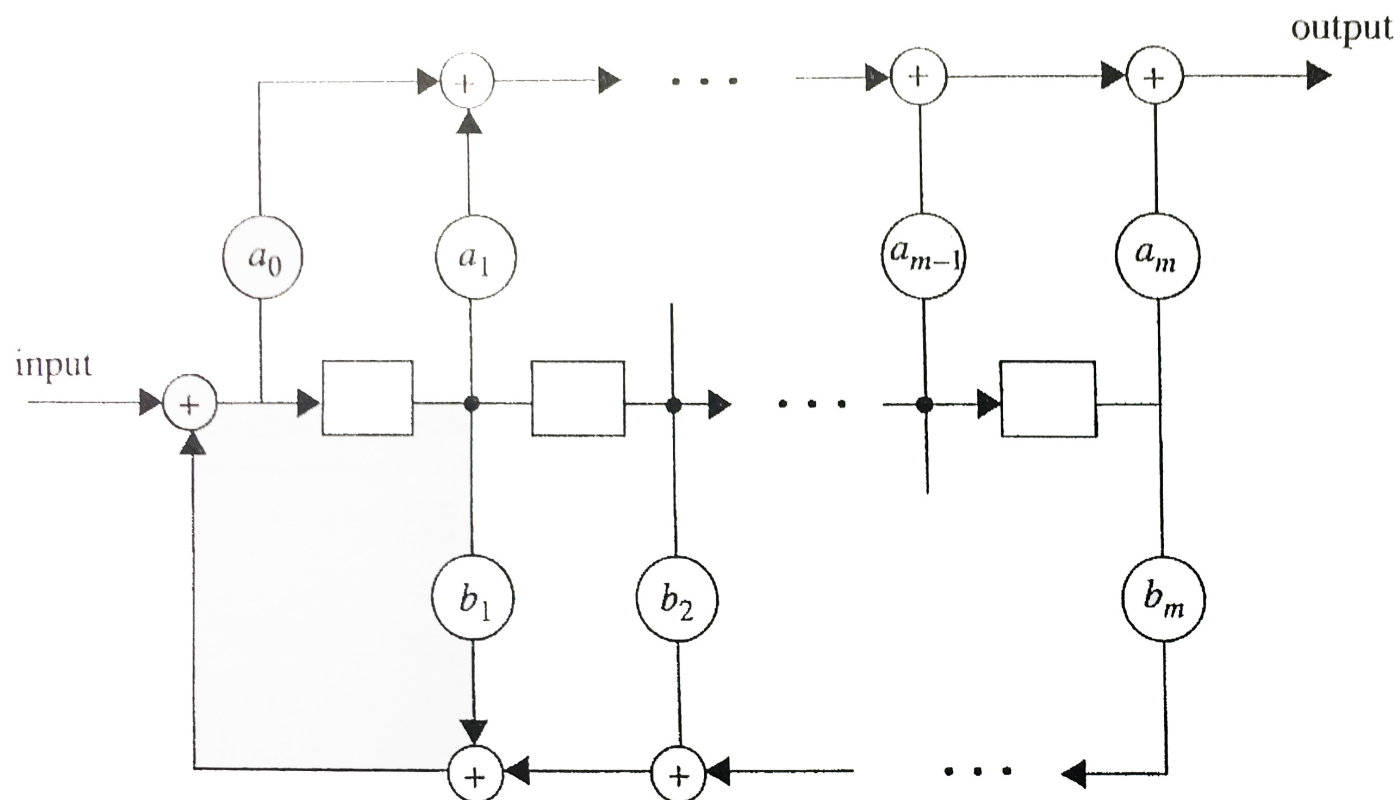 output
+ + +  + 
a₀ a₁ aₘ₋₁ aₘ
input
+
b₁ b₂ bₘ
+ +